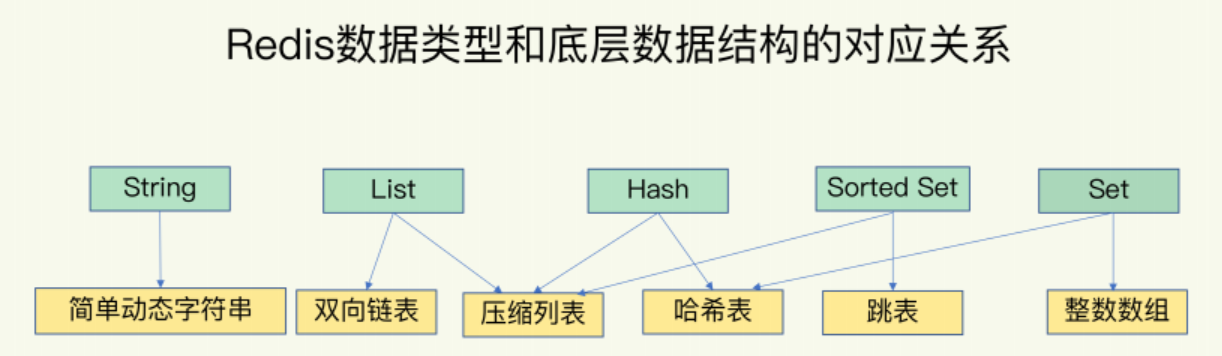 Redis数据类型和底层数据结构的对应关系
String
List
Hash
Sorted Set
Set
简单动态字符串
双向链表
压缩列表
哈希表
跳表
整数数组